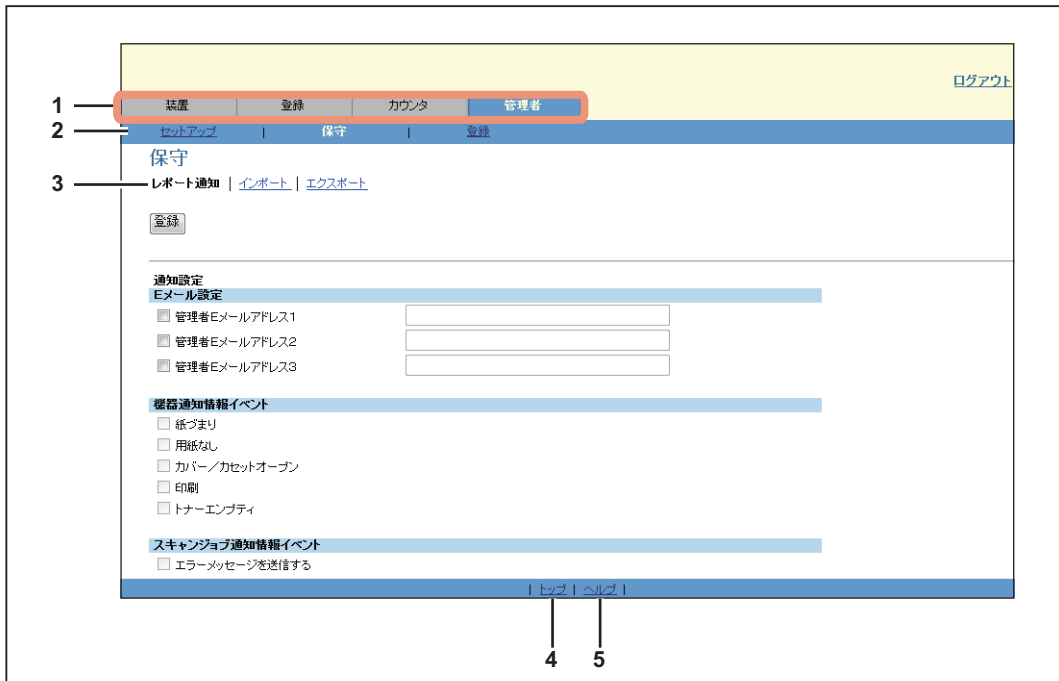 ログアウト
1 装置 登録 カウンタ 管理者
2 セットアップ | 保守 | 登録
保守
3 レポート通知 | インポート | エクスポート
登録
通知設定
Eメール設定
管理者Eメールアドレス1
管理者Eメールアドレス2
管理者Eメールアドレス3
機器通知情報イベント
紙づまり
用紙なし
カバー/カセットオープン
印刷
トナーエンプティ
スキャンジョブ通知情報イベント
エラーメッセージを送信する
| トップ | ヘルプ |
4 5